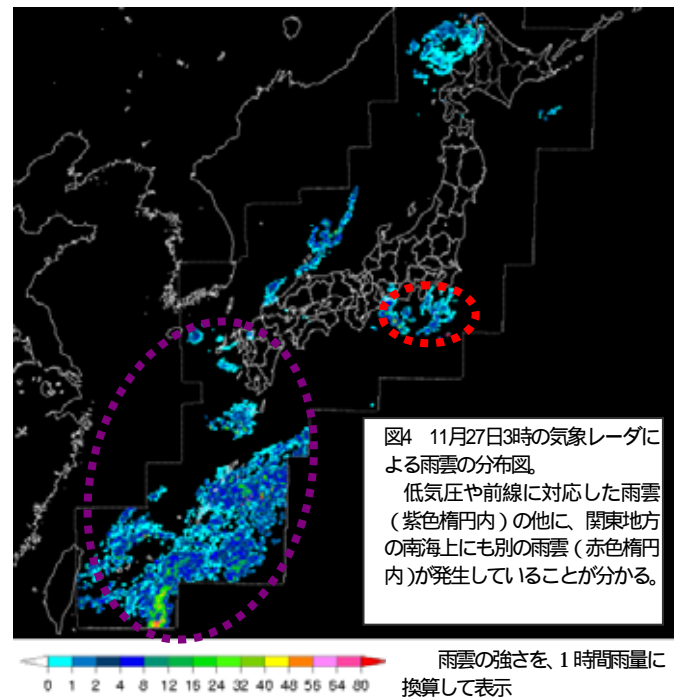 図4 11月27日3時の気象レーダに
よる雨雲の分布図。
低気圧や前線に対応した雨雲
(紫色楕円内)の他に、関東地方
の南海上にも別の雨雲(赤色楕円
内)が発生していることが分かる。
0 1 2 4 8 12 16 24 32 40 48 56 64 80
雨雲の強さを、1時間雨量に
換算して表示